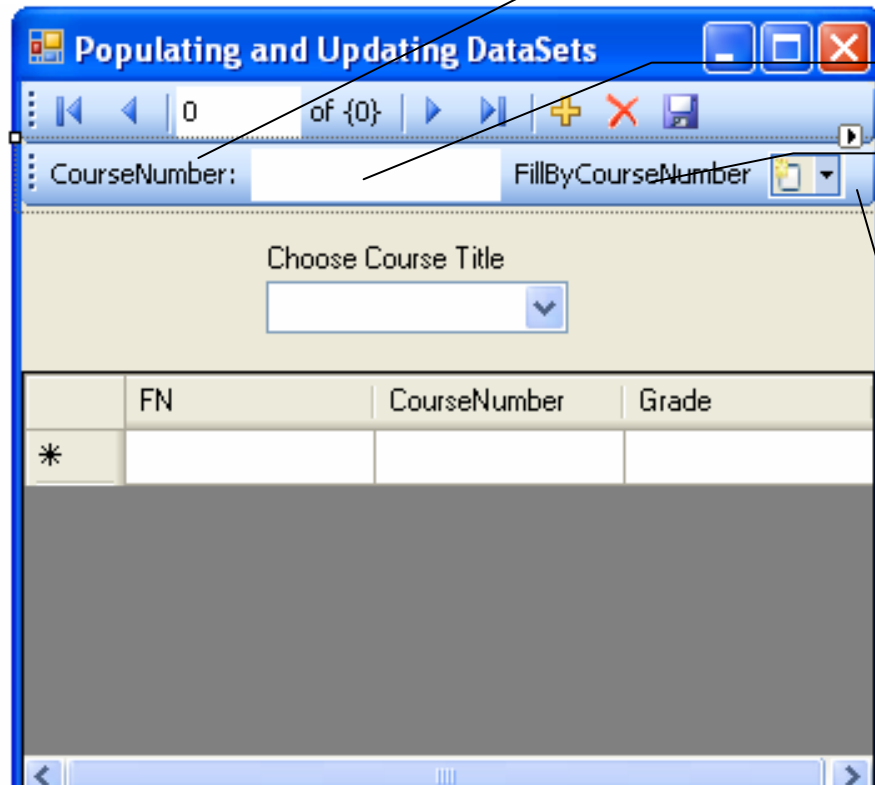 Populating and Updating DataSets
0 of {0}
CourseNumber: FillByCourseNumber
Choose Course Title
FN CourseNumber Grade